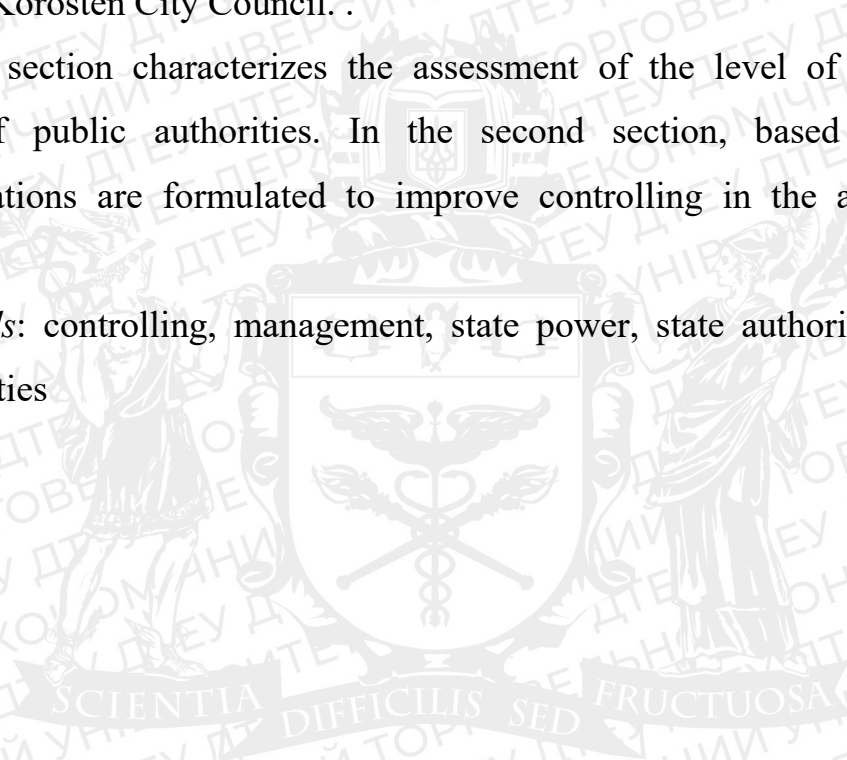 Korosten City Council. .
section characterizes the assessment of the level of
f public authorities. In the second section, based
ations are formulated to improve controlling in the a
ls: controlling, management, state power, state authori
ties
SCIENTIA DIFFICILIS SED FRUCTUOSA